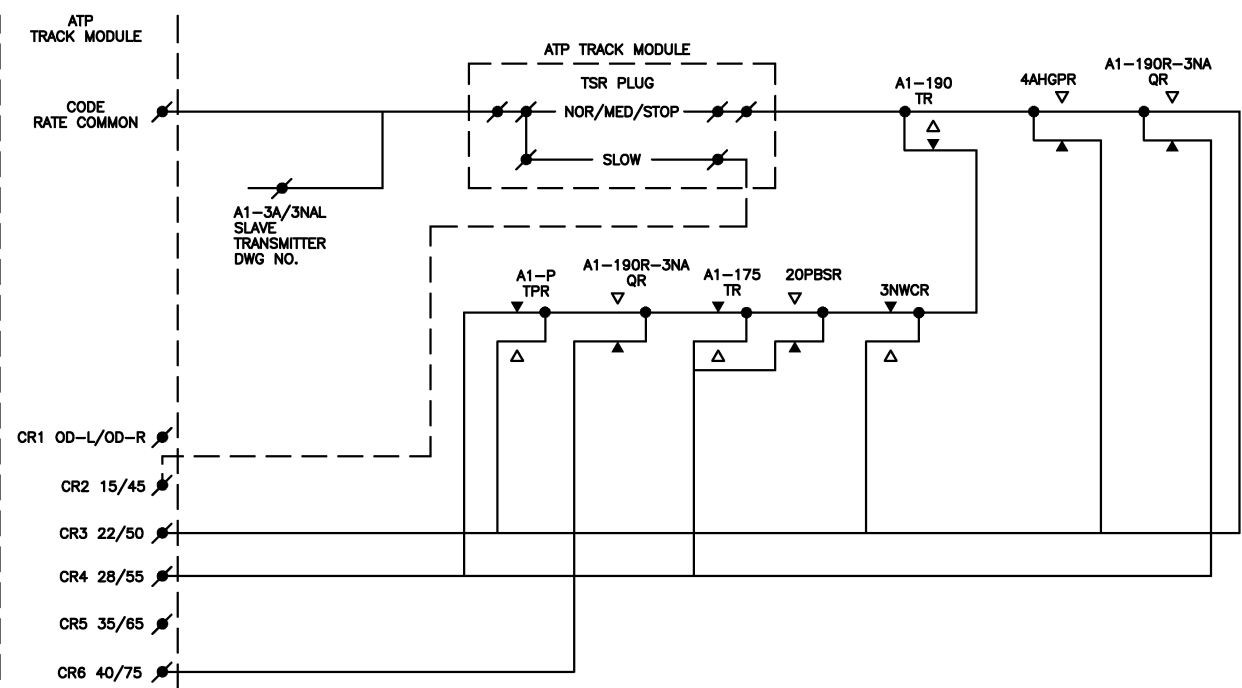 ATP
TRACK MODULE
ATP TRACK MODULE
TSR PLUG
A1-190
TR
4AHGPR
A1-190R-3NA
QR
CODE
RATE COMMON
NOR/MED/STOP
SLOW
A1-3A/3NAL
SLAVE
TRANSMITTER
DWG NO.
A1-P
TPR
A1-190R-3NA
QR
A1-175
TR
20PBSR
3NWCR
CR1 OD-L/OD-R
CR2 15/45
CR3 22/50
CR4 28/55
CR5 35/65
CR6 40/75